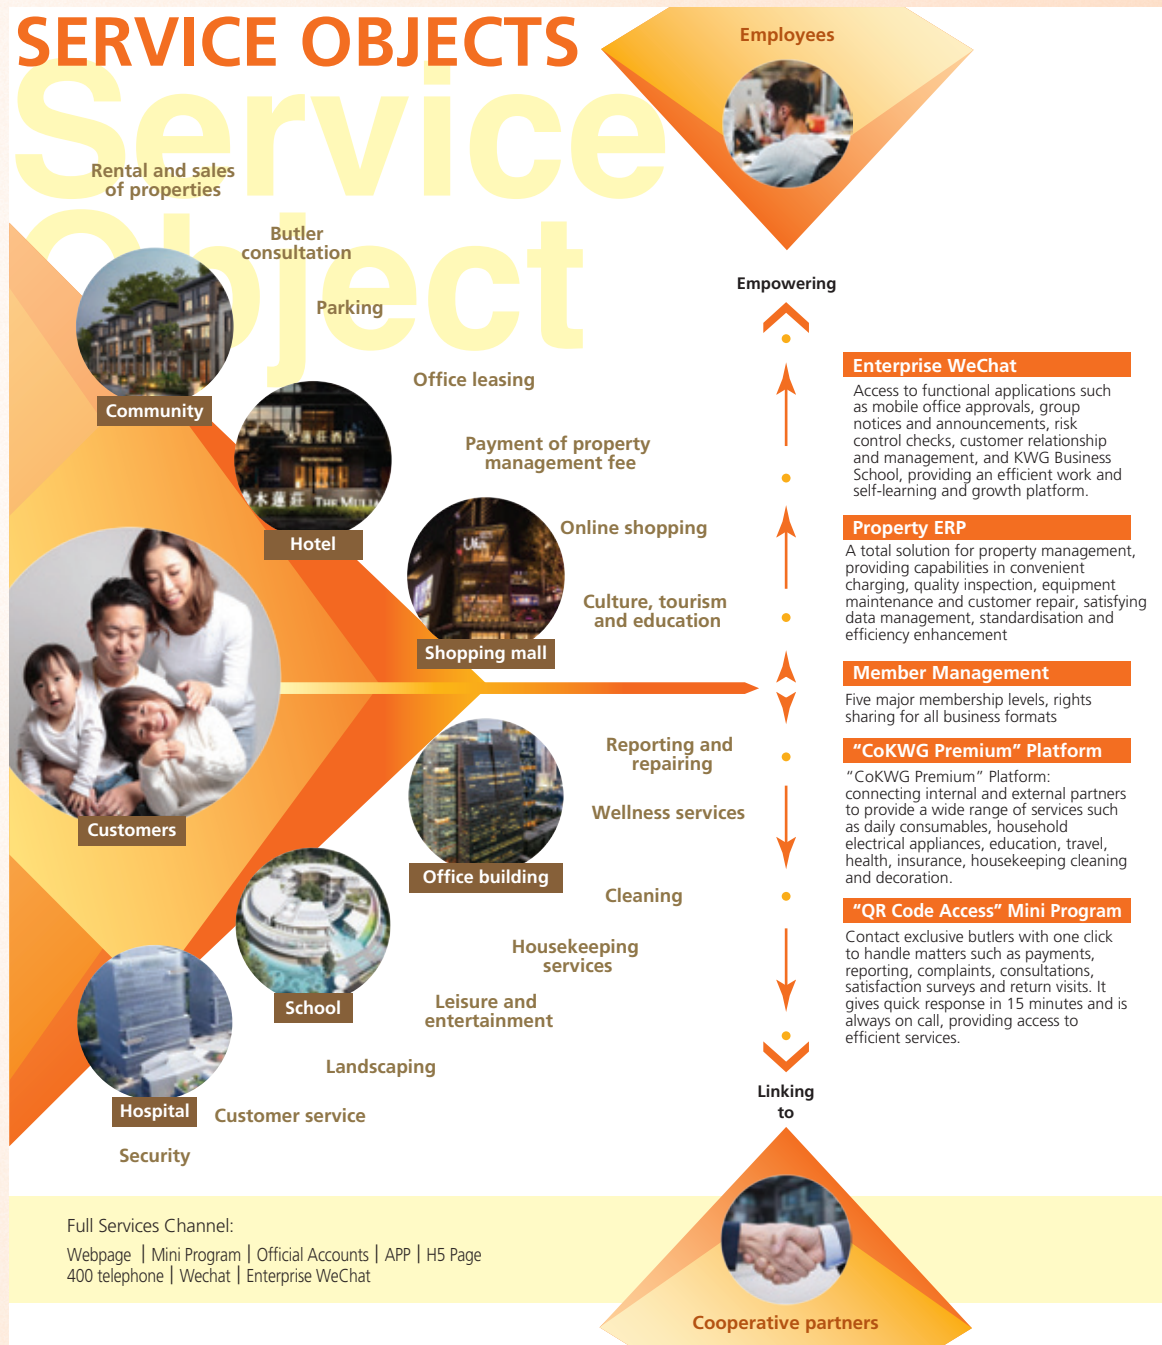 SERVICE OBJECTS
Service
Object
Employees
Rental and sales
of properties
Butler
consultation
Parking
Office leasing
Payment of property
management fee
Online shopping
Culture, tourism
and education
Community
木蓮莊酒店
木蓮莊 THE MULIA
Hotel
Ufun
Shopping mall
Customers
Office building
School
Hospital
Reporting and
repairing
Wellness services
Cleaning
Housekeeping
services
Leisure and
entertainment
Landscaping
Customer service
Security
Empowering
Enterprise WeChat
Access to functional applications such
as mobile office approvals, group
notices and announcements, risk
control checks, customer relationship
and management, and KWG Business
School, providing an efficient work and
self-learning and growth platform.
Property ERP
A total solution for property management,
providing capabilities in convenient
charging, quality inspection, equipment
maintenance and customer repair, satisfying
data management, standardisation and
efficiency enhancement
Member Management
Five major membership levels, rights
sharing for all business formats
“CoKWG Premium” Platform
“CoKWG Premium” Platform:
connecting internal and external partners
to provide a wide range of services such
as daily consumables, household
electrical appliances, education, travel,
health, insurance, housekeeping cleaning
and decoration.
“QR Code Access” Mini Program
Contact exclusive butlers with one click
to handle matters such as payments,
reporting, complaints, consultations,
satisfaction surveys and return visits. It
gives quick response in 15 minutes and is
always on call, providing access to
efficient services.
Linking
to
Cooperative partners
Full Services Channel:
Webpage | Mini Program | Official Accounts | APP | H5 Page
400 telephone | Wechat | Enterprise WeChat